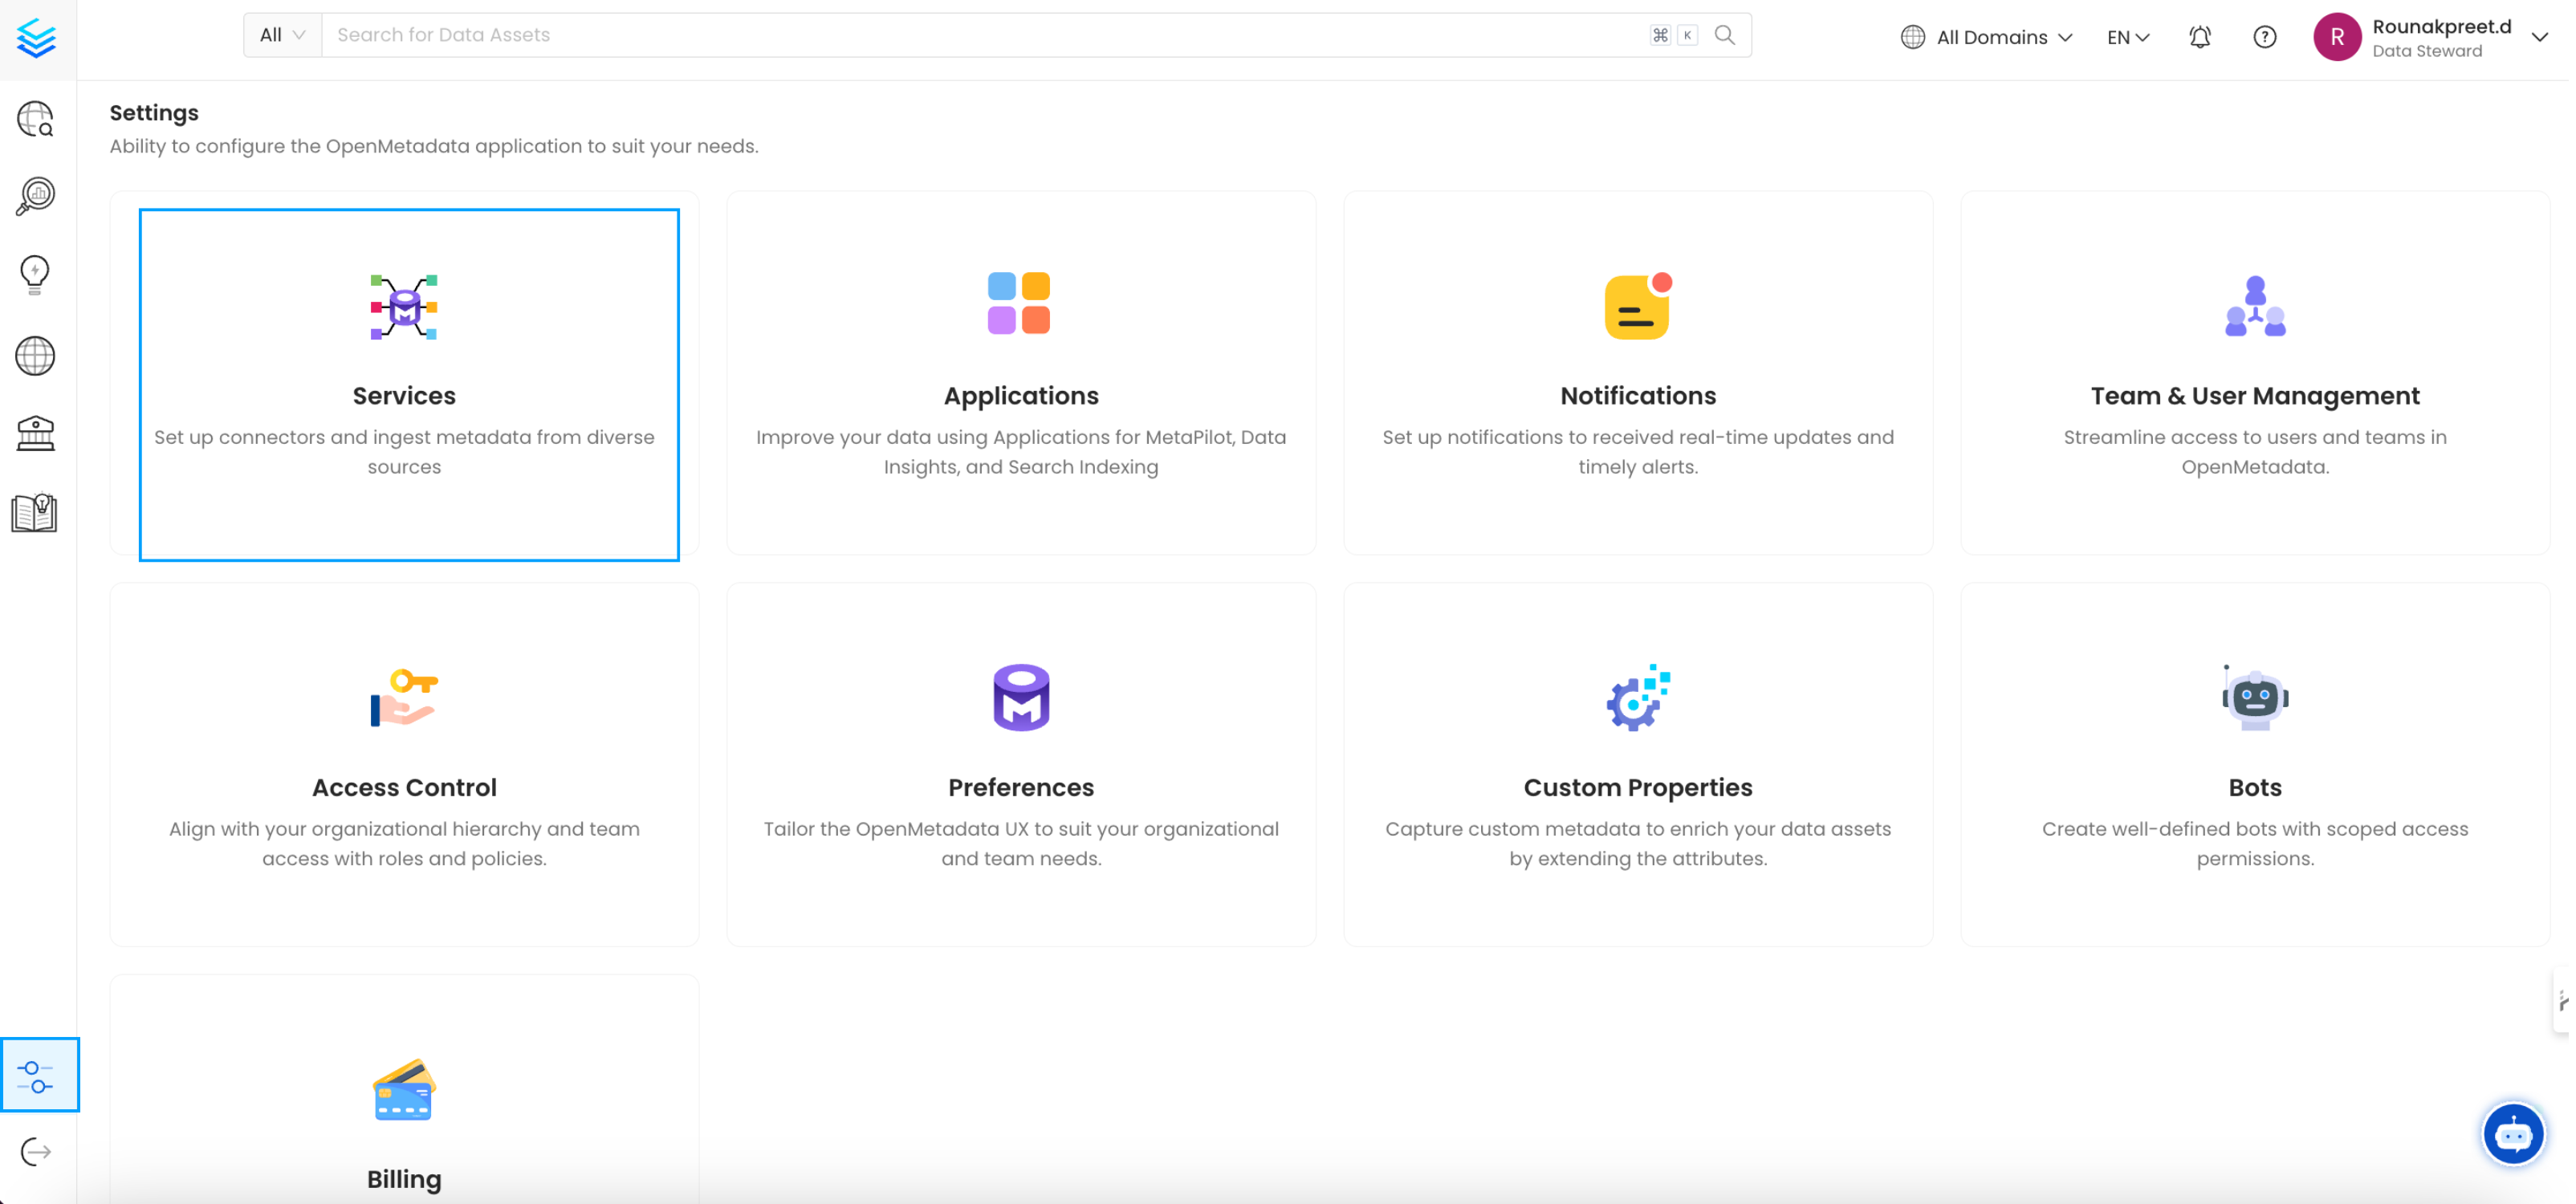 All
Search for Data Assets
⌘ K
All Domains
EN
R
Rounakpreet.d
Data Steward
Settings
Ability to configure the OpenMetadata application to suit your needs.
Services
Set up connectors and ingest metadata from diverse
sources
Applications
Improve your data using Applications for MetaPilot, Data
Insights, and Search Indexing
Notifications
Set up notifications to received real-time updates and
timely alerts.
Team & User Management
Streamline access to users and teams in
OpenMetadata.
Access Control
Align with your organizational hierarchy and team
access with roles and policies.
Preferences
Tailor the OpenMetadata UX to suit your organizational
and team needs.
Custom Properties
Capture custom metadata to enrich your data assets
by extending the attributes.
Bots
Create well-defined bots with scoped access
permissions.
Billing